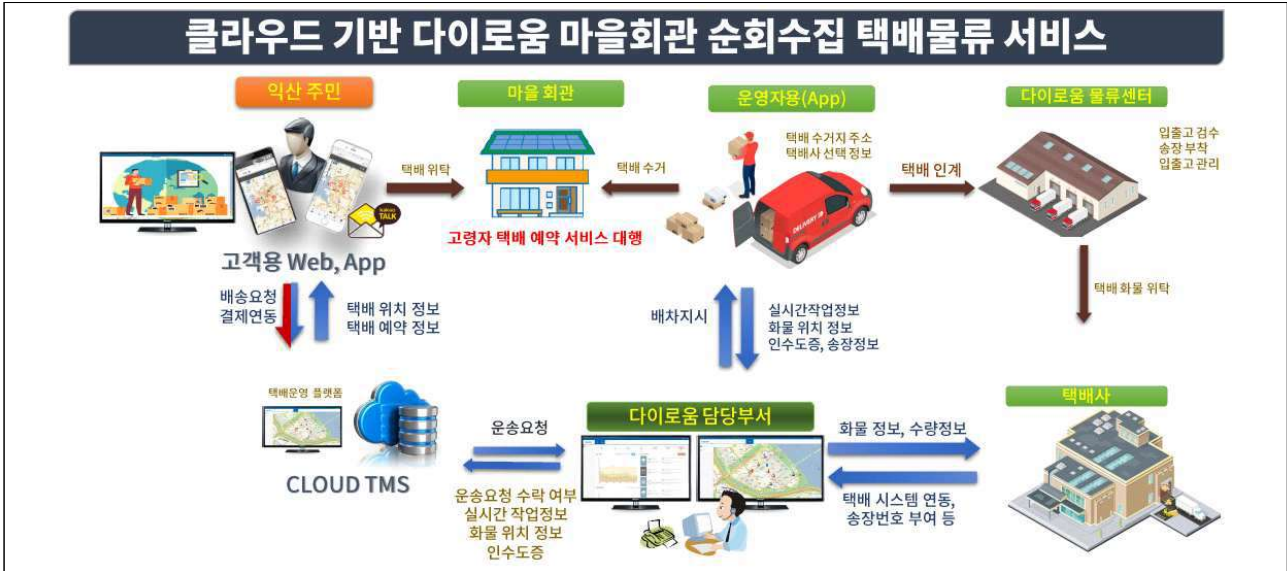 클라우드 기반 다이로움 마을회관 순회수집 택배물류 서비스
익산 주민
마을 회관
운영자용(App)
다이로움 물류센터
택배 위탁
택배 수거
택배 수거지 주소
택배사 선택 정보
택배 인계
입출고 검수
송장 부착
입출고 관리
TALK
DELIVERY
고령자 택배 예약 서비스 대행
고객용 Web, App
배송요청
결제연동
택배 위치 정보
택배 예약 정보
배차지시
실시간작업정보
화물 위치 정보
인수도증, 송장정보
택배 화물 위탁
택배운영 플랫폼
CLOUD TMS
운송요청
운송요청 수락 여부
실시간 작업정보
화물 위치 정보
인수도증
다이로움 담당부서
화물 정보, 수량정보
택배 시스템 연동,
송장번호 부여 등
택배사